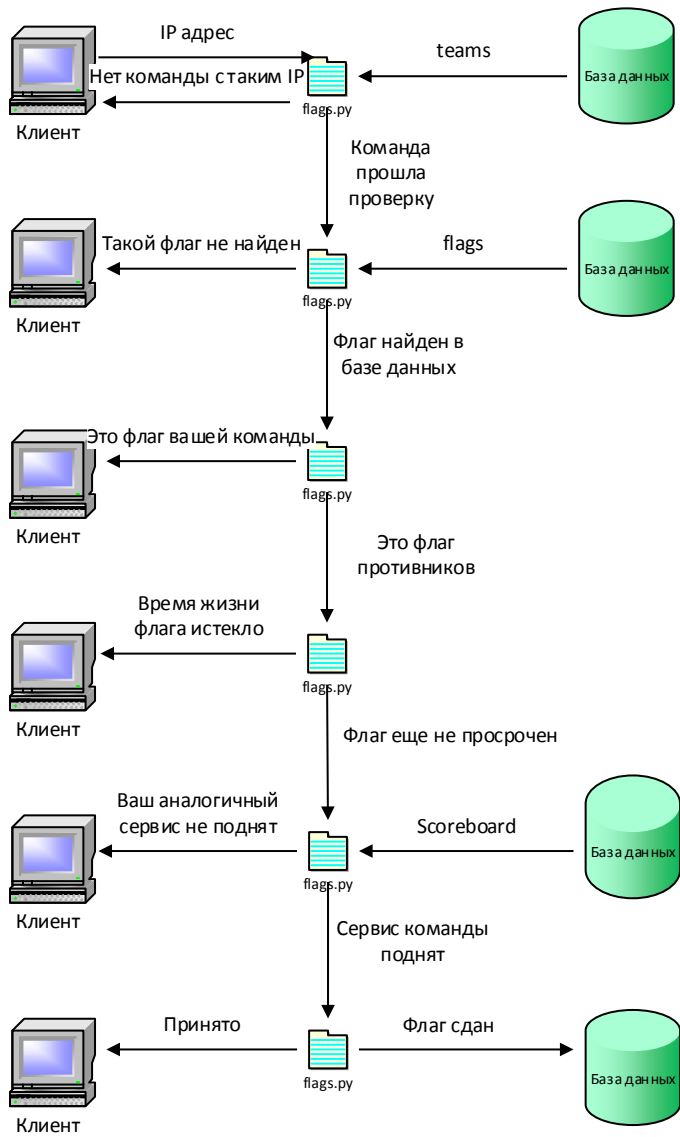 IP адрес
teams
Нет команды с таким IP
База данных
flags.py
Клиент
Команда
прошла
проверку
Такой флаг не найден
flags
База данных
flags.py
Клиент
Флаг найден в
базе данных
Это флаг вашей команды
flags.py
Клиент
Это флаг
противников
Время жизни
флага истекло
flags.py
Клиент
Флаг еще не просрочен
Ваш аналогичный
сервис не поднят
Scoreboard
База данных
flags.py
Клиент
Сервис команды
поднят
Принято
Флаг сдан
База данных
flags.py
Клиент